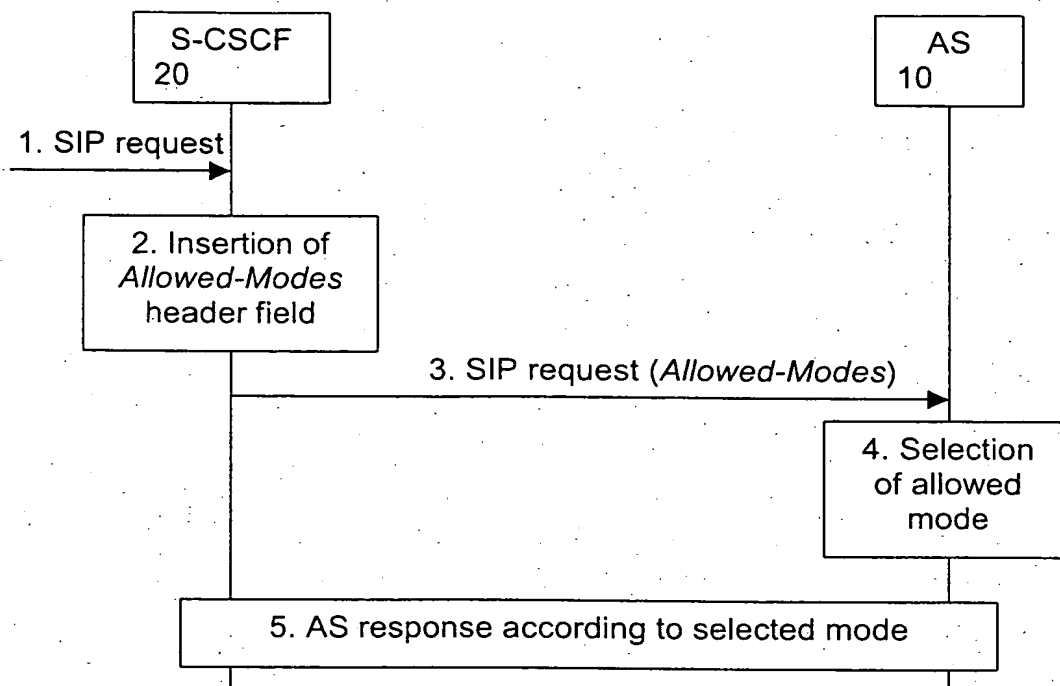 S-CSCF
20
AS
10
1. SIP request
2. Insertion of
Allowed-Modes
header field
3. SIP request (Allowed-Modes)
4. Selection
of allowed
mode
5. AS response according to selected mode